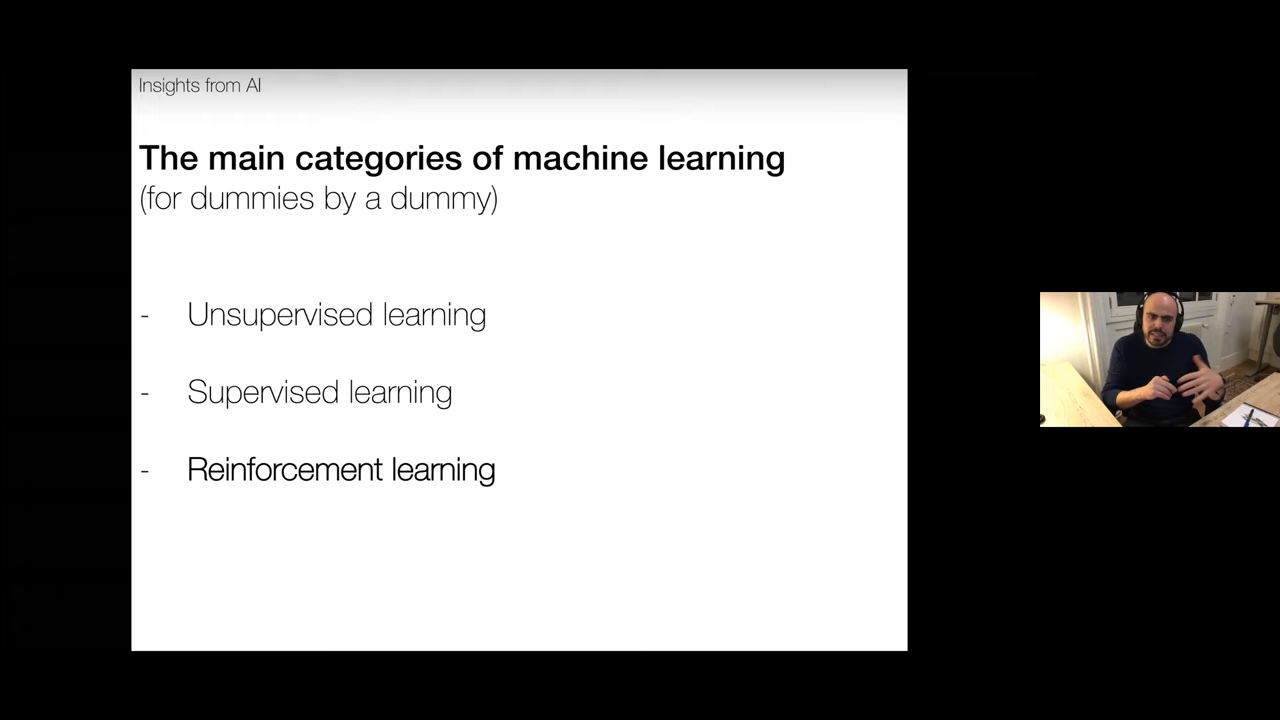 Insights from AI
The main categories of machine learning
(for dummies by a dummy)
- Unsupervised learning
- Supervised learning
- Reinforcement learning